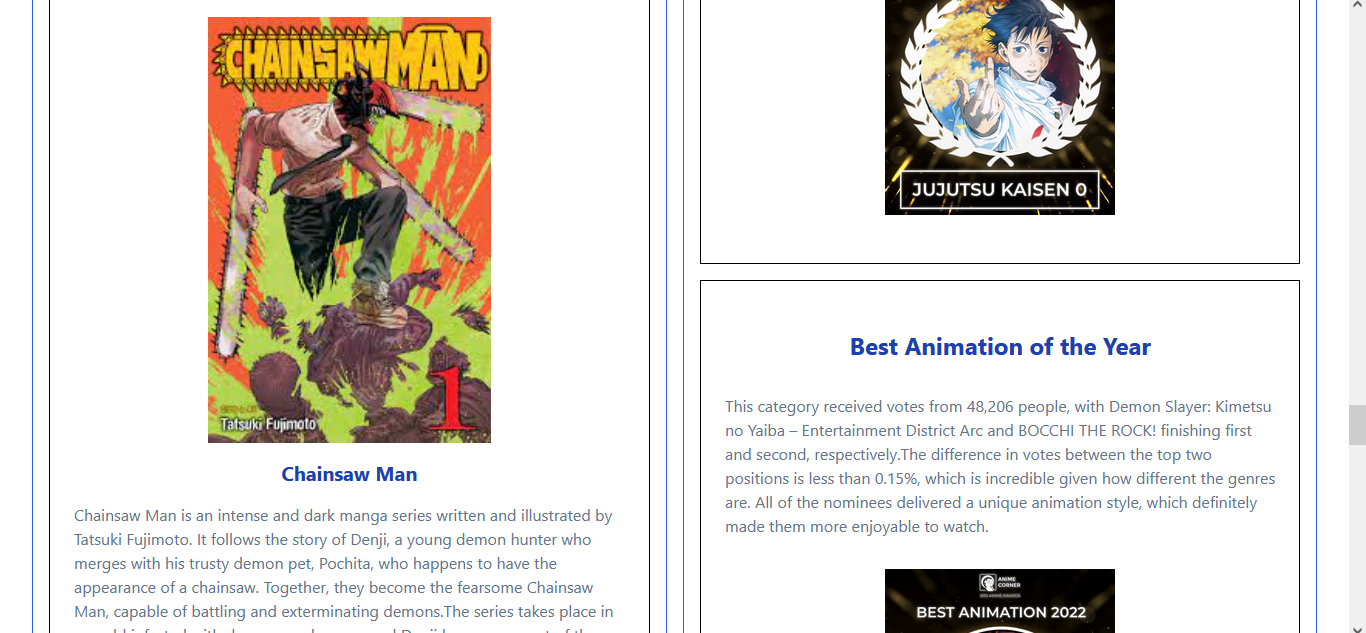 CHAINSAWMAN
1
Tatsuki Fujimoto
Chainsaw Man
Chainsaw Man is an intense and dark manga series written and illustrated by
Tatsuki Fujimoto. It follows the story of Denji, a young demon hunter who
merges with his trusty demon pet, Pochita, who happens to have the
appearance of a chainsaw. Together, they become the fearsome Chainsaw
Man, capable of battling and exterminating demons.The series takes place in
JUJUTSU KAISEN 0
Best Animation of the Year
This category received votes from 48,206 people, with Demon Slayer: Kimetsu
no Yaiba – Entertainment District Arc and BOCCHI THE ROCK! finishing first
and second, respectively.The difference in votes between the top two
positions is less than 0.15%, which is incredible given how different the genres
are. All of the nominees delivered a unique animation style, which definitely
made them more enjoyable to watch.
ANIME
CORNER
BEST ANIMATION 2022